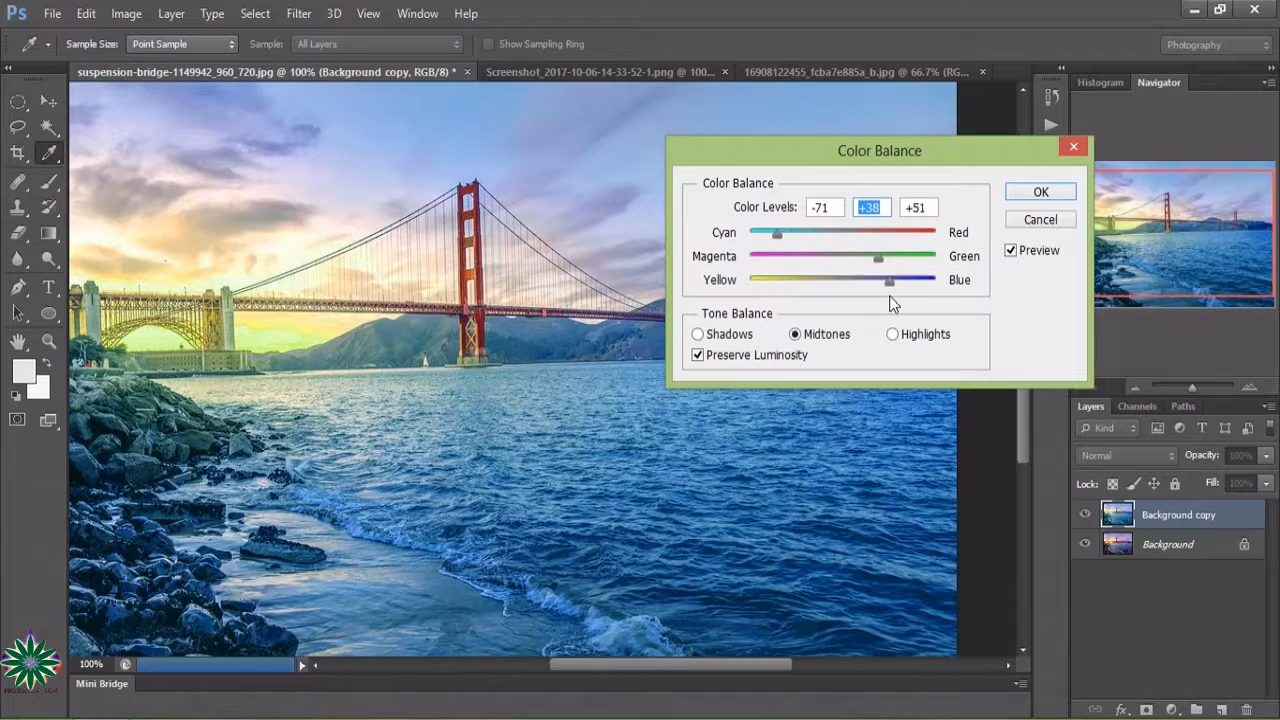 Ps File Edit Image Layer Type Select Filter 3D View Window Help
Sample Size: Point Sample Sample: All Layers Show Sampling Ring Photography
suspension-bridge-1149942_960_720.jpg @ 100% (Background copy, RGB/8) * Screenshot_2017-10-06-14-33-52-1.png @ 100... 16908122455_fcba7e885a_b.jpg @ 66.7% (RG...
Histogram Navigator
Color Balance
Color Balance
Color Levels: -71 +38 +51
Cyan Red
Magenta Green
Yellow Blue
OK
Cancel
Preview
Tone Balance
Shadows Midtones Highlights
Preserve Luminosity
Layers Channels Paths
Kind
Normal Opacity: 100%
Lock: Fill: 100%
Background copy
Background
100%
Mini Bridge